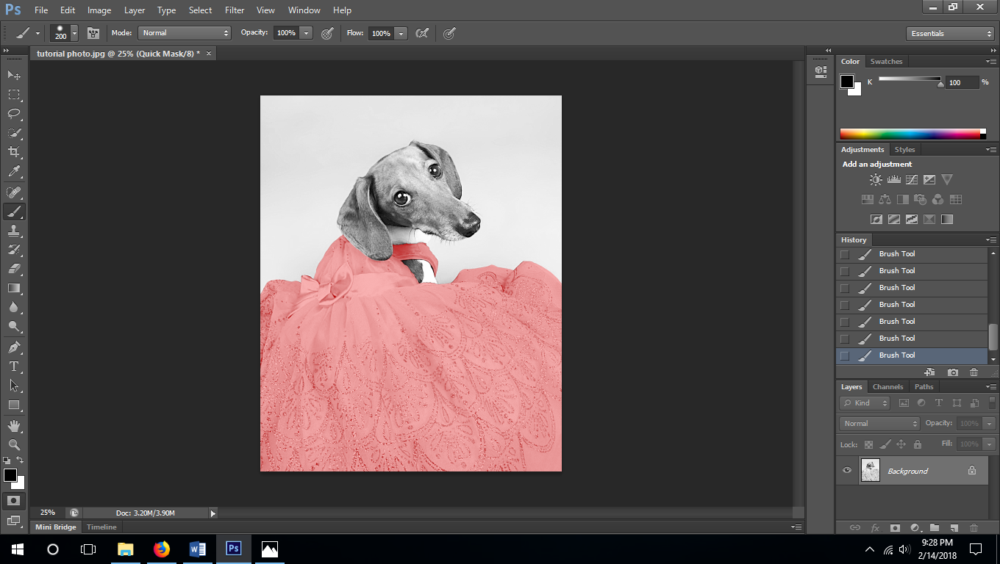 Ps File Edit Image Layer Type Select Filter View Window Help
200 Mode: Normal Opacity: 100% Flow: 100% Essentials
tutorial photo.jpg @ 25% (Quick Mask/8) * ×
Color Swatches
K 100 %
Adjustments Styles
Add an adjustment
History
Brush Tool
Brush Tool
Brush Tool
Brush Tool
Brush Tool
Brush Tool
Brush Tool
Layers Channels Paths
Kind
Normal Opacity: 100%
Lock: Fill: 100%
Background
fx
25% Doc: 3.20M/3.90M
Mini Bridge Timeline
Ps
9:28 PM
2/14/2018